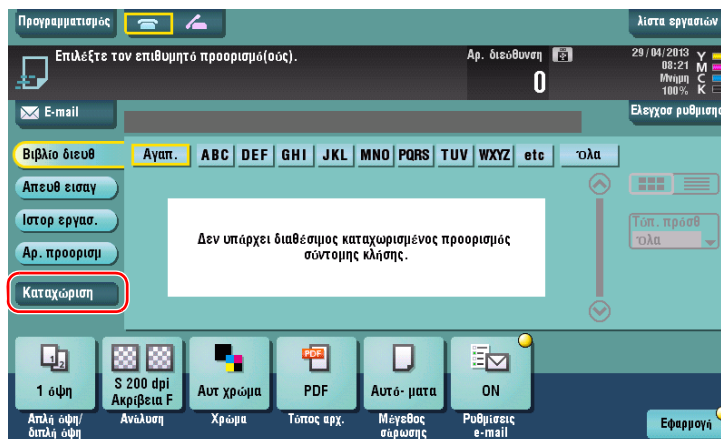 Προγραμματισμός
λίστα εργασιών
Επιλέξτε τον επιθυμητό προορισμό(ούς).
Αρ. διεύθυνση
0
29/04/2013
08:21
Μνήμη
100%
Y
M
C
K
E-mail
Ελεγχοσ ρυθμισης
Βιβλίο διευθ
Αγαπ.
ABC
DEF
GHI
JKL
MNO
PQRS
TUV
WXYZ
etc
Όλα
Απευθ εισαγ
Ιστορ εργασ.
Αρ. προορισμ
Καταχώριση
Δεν υπάρχει διαθέσιμος καταχωρισμένος προορισμός
σύντομης κλήσης.
Τύπ. πρόσθ
Όλα
1 όψη
S 200 dpi
Ακρίβεια F
Αυτ χρώμα
PDF
PDF
Αυτό- ματα
ON
Απλή όψη/
διπλή όψη
Ανάλυση
Χρώμα
Τύπος αρχ.
Μέγεθος
σάρωσης
Ρυθμίσεις
e-mail
Εφαρμογή